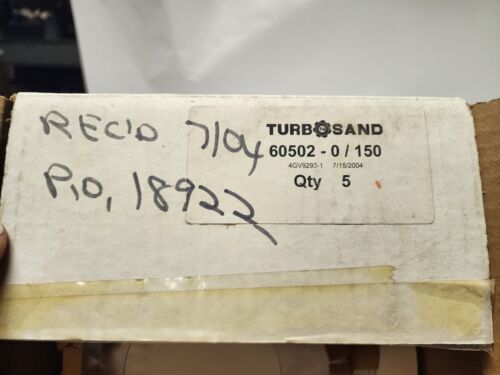 REC'D 7/04
P.O. 18922
TURBOSAND
60502 - 0 / 150
4GV9293-1 7/15/2004
Qty 5